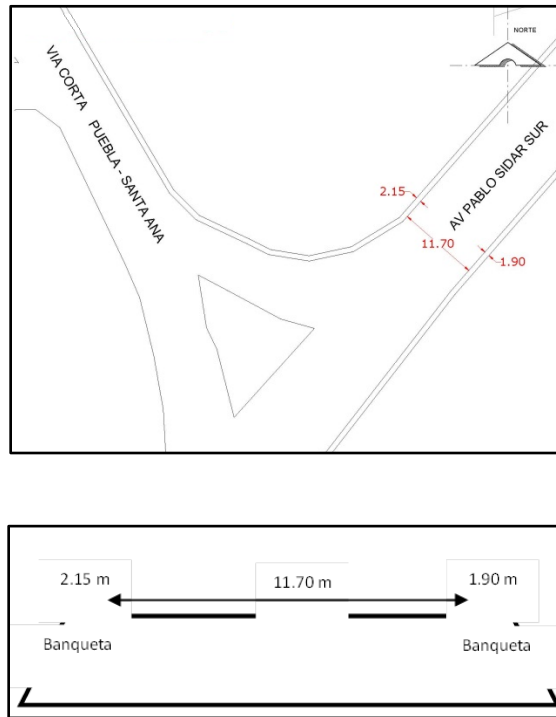 NORTE
VIA CORTA PUEBLA - SANTA ANA
AV PABLO SIDAR SUR
2.15
11.70
1.90
2.15 m 11.70 m 1.90 m
Banqueta Banqueta